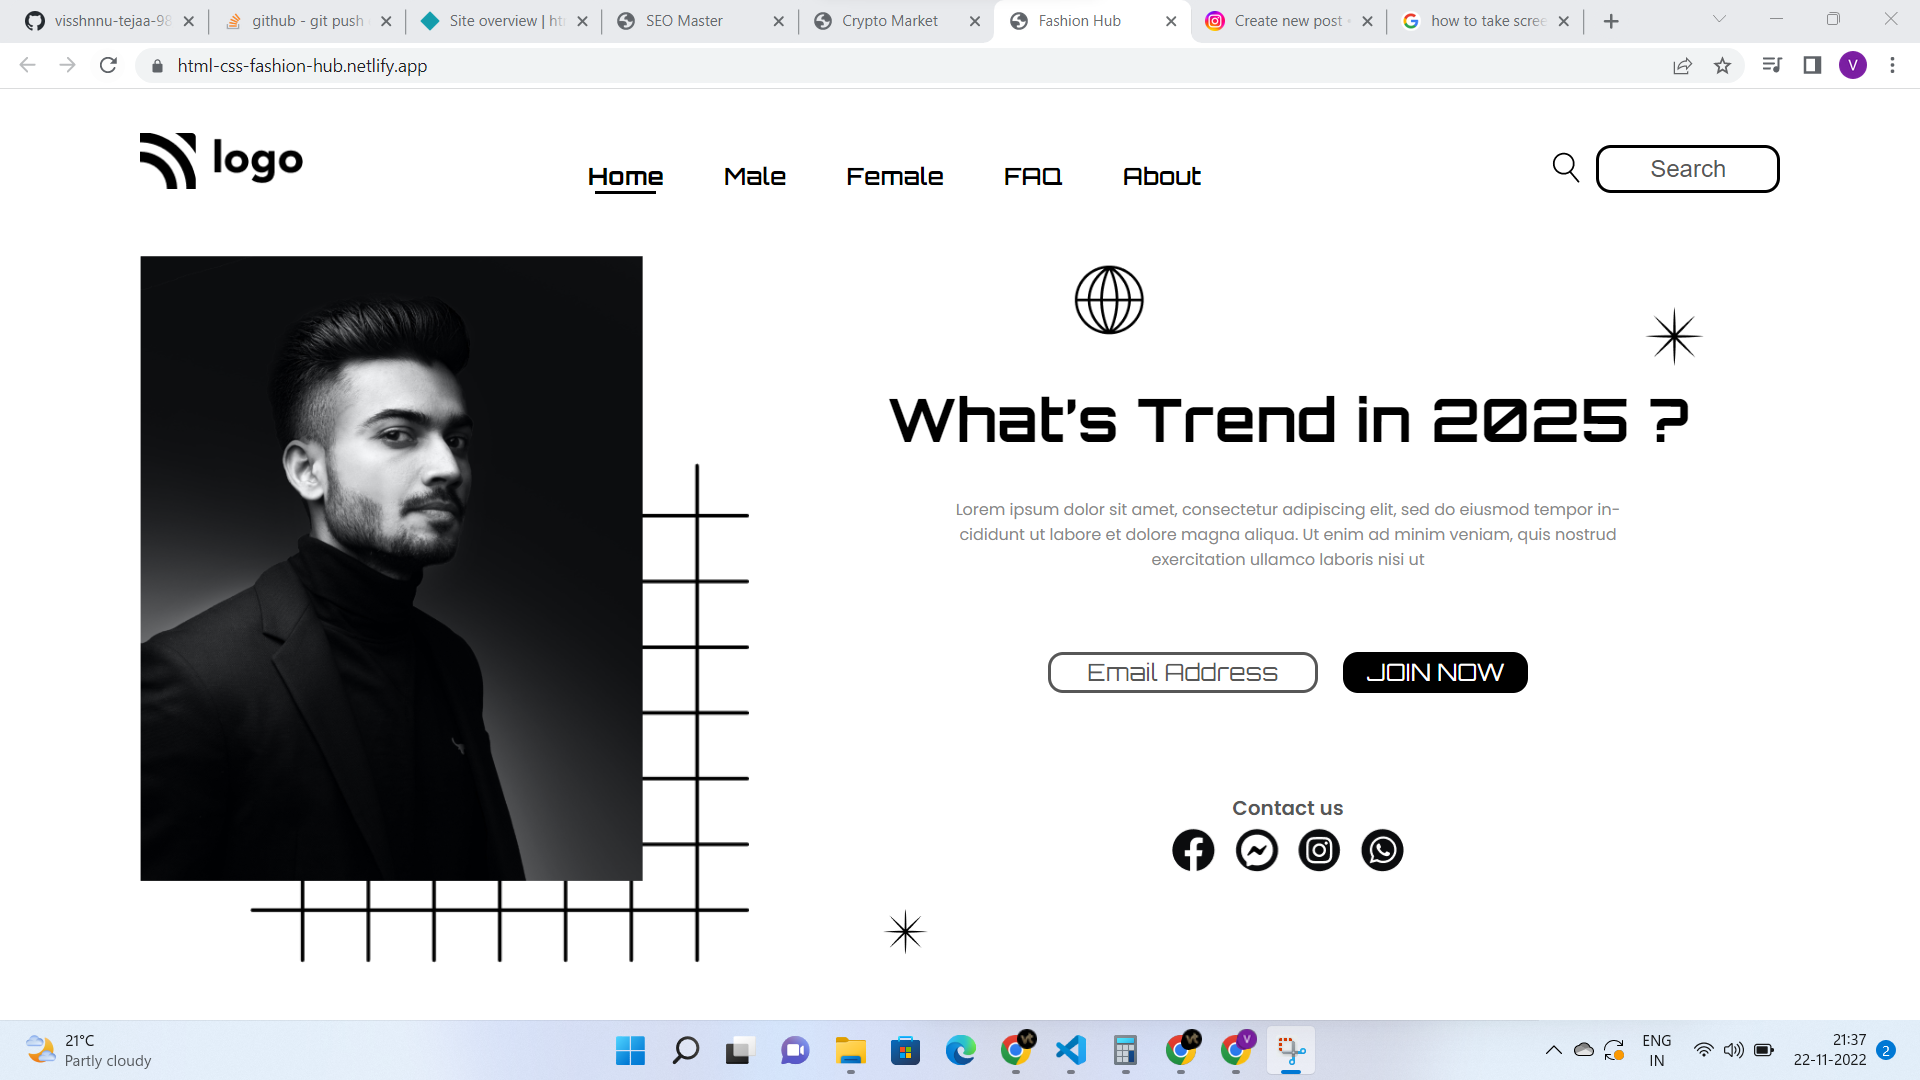 visshnnu-tejaa-98
github - git push
Site overview | ht
SEO Master
Crypto Market
Fashion Hub
Create new post
how to take scree
html-css-fashion-hub.netlify.app
V
logo
Home
Male
Female
FAQ
About
Search
What's Trend in 2025 ?
Lorem ipsum dolor sit amet, consectetur adipiscing elit, sed do eiusmod tempor in-
cididunt ut labore et dolore magna aliqua. Ut enim ad minim veniam, quis nostrud
exercitation ullamco laboris nisi ut
Email Address
JOIN NOW
Contact us
21°C
Partly cloudy
vt
vt
V
ENG
IN
21:37
22-11-2022
2